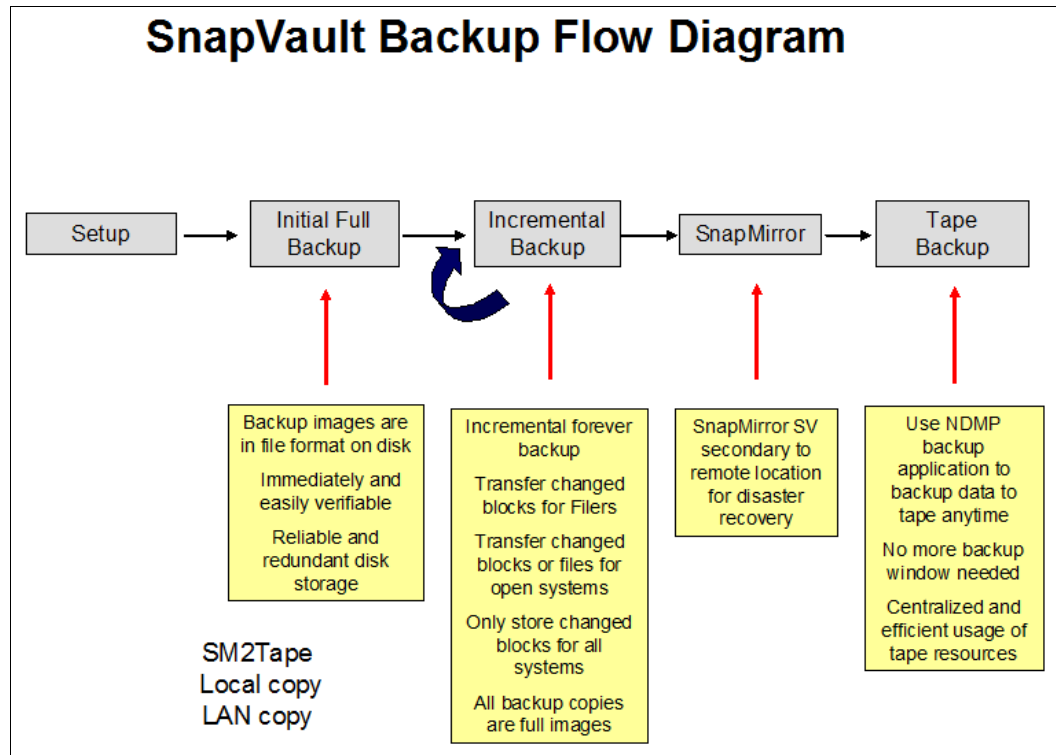 SnapVault Backup Flow Diagram
Setup
Initial Full
Backup
Incremental
Backup
SnapMirror
Tape
Backup
Backup images are
in file format on disk
Immediately and
easily verifiable
Reliable and
redundant disk
storage
Incremental forever
backup
Transfer changed
blocks for Filers
Transfer changed
blocks or files for
open systems
Only store changed
blocks for all
systems
All backup copies
are full images
SnapMirror SV
secondary to
remote location
for disaster
recovery
Use NDMP
backup
application to
backup data to
tape anytime
No more backup
window needed
Centralized and
efficient usage of
tape resources
SM2Tape
Local copy
LAN copy